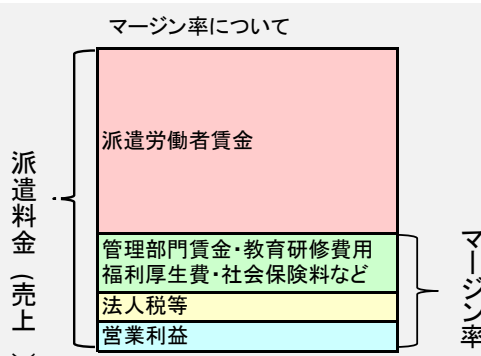 マージン率について
派遣料金（売上）
派遣労働者賃金
管理部門賃金・教育研修費用
福利厚生費・社会保険料など
法人税等
営業利益
マージン率